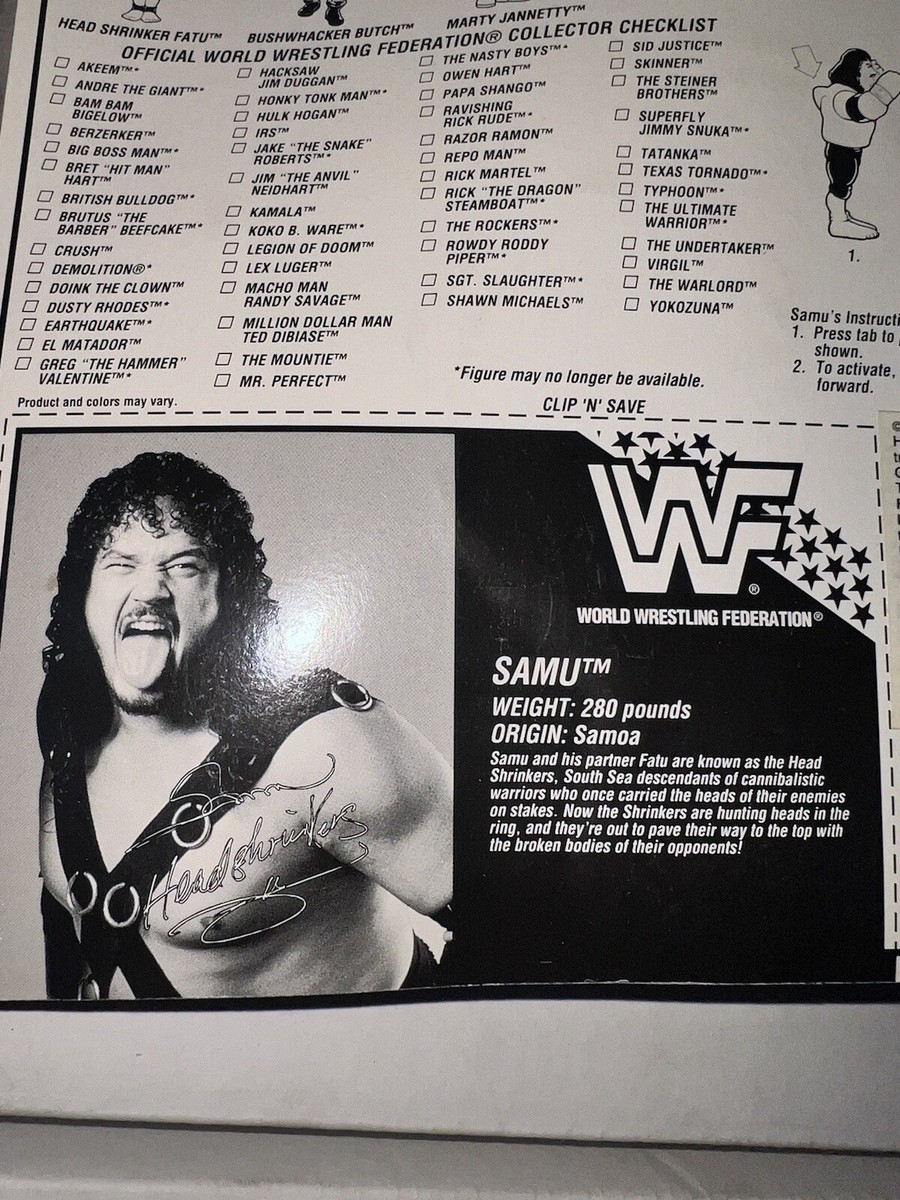 HEAD SHRINKER FATU™
BUSHWHACKER BUTCH™
MARTY JANNETTY™
OFFICIAL WORLD WRESTLING FEDERATION® COLLECTOR CHECKLIST
AKEEM™*
ANDRE THE GIANT™*
BAM BAM
BIGELOW™
BERZERKER™
BIG BOSS MAN™*
BRET "HIT MAN"
HART™
BRITISH BULLDOG™*
BRUTUS "THE
BARBER" BEEFCAKE™*
CRUSH™
DEMOLITION®*
DOINK THE CLOWN™
DUSTY RHODES™*
EARTHQUAKE™*
EL MATADOR™
GREG "THE HAMMER"
VALENTINE™*
HACKSAW
JIM DUGGAN™
HONKY TONK MAN™*
HULK HOGAN™
IRS™
JAKE "THE SNAKE"
ROBERTS™*
JIM "THE ANVIL"
NEIDHART™
KAMALA™
KOKO B. WARE™*
LEGION OF DOOM™
LEX LUGER™
MACHO MAN
RANDY SAVAGE™
MILLION DOLLAR MAN
TED DIBIASE™
THE MOUNTIE™
MR. PERFECT™
THE NASTY BOYS™*
OWEN HART™
PAPA SHANGO™
RAVISHING
RICK RUDE™*
RAZOR RAMON™
REPO MAN™
RICK MARTEL™
RICK "THE DRAGON"
STEAMBOAT™*
THE ROCKERS™*
ROWDY RODDY
PIPER™*
SGT. SLAUGHTER™*
SHAWN MICHAELS™
SID JUSTICE™
SKINNER™
THE STEINER
BROTHERS™
SUPERFLY
JIMMY SNUKA™*
TATANKA™
TEXAS TORNADO™*
TYPHOON™*
THE ULTIMATE
WARRIOR™*
THE UNDERTAKER™
VIRGIL™
THE WARLORD™
YOKOZUNA™
*Figure may no longer be available.
Product and colors may vary.
CLIP 'N' SAVE
1.
Samu's Instructi
1. Press tab to
shown.
2. To activate,
forward.
WF
WORLD WRESTLING FEDERATION®
SAMU™
WEIGHT: 280 pounds
ORIGIN: Samoa
Samu and his partner Fatu are known as the Head
Shrinkers, South Sea descendants of cannibalistic
warriors who once carried the heads of their enemies
on stakes. Now the Shrinkers are hunting heads in the
ring, and they're out to pave their way to the top with
the broken bodies of their opponents!
Samu
Headshrinkers